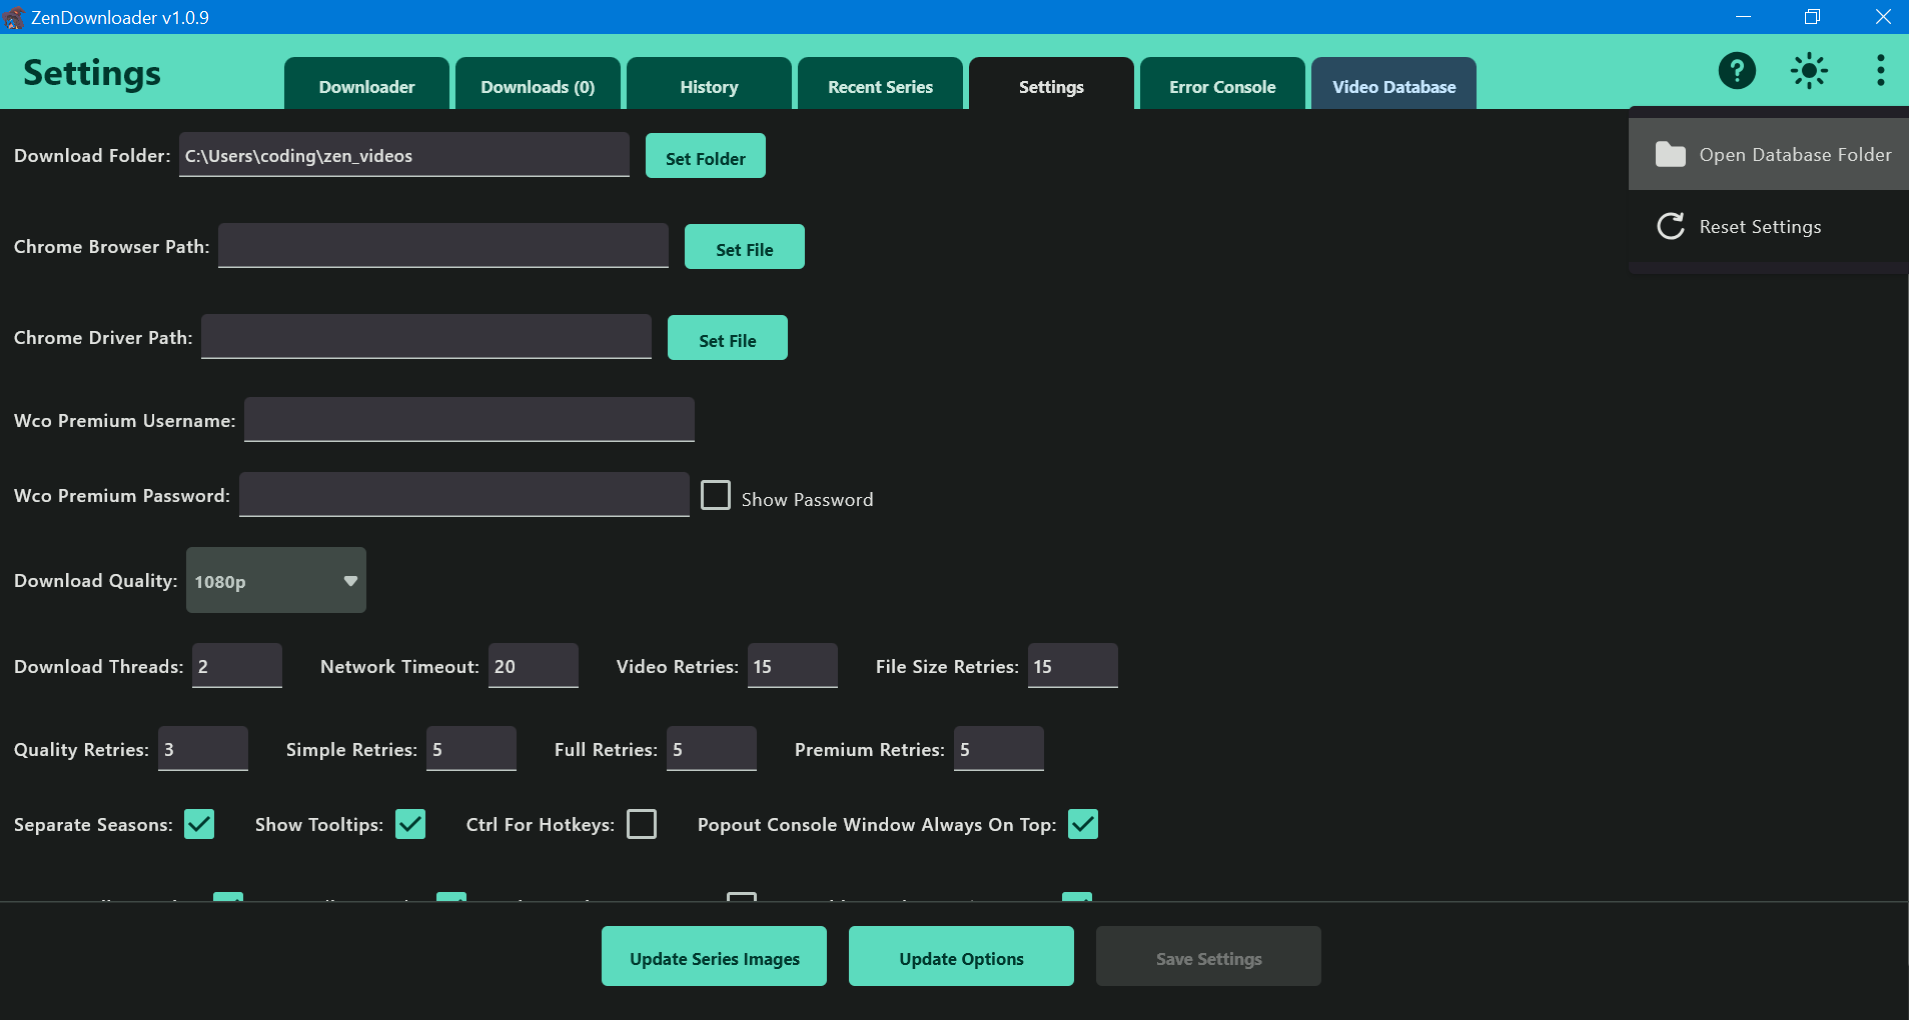 ZenDownloader v1.0.9
Settings
Downloader
Downloads (0)
History
Recent Series
Settings
Error Console
Video Database
Open Database Folder
Reset Settings
Download Folder: C:\Users\coding\zen_videos Set Folder
Chrome Browser Path: Set File
Chrome Driver Path: Set File
Wco Premium Username:
Wco Premium Password: Show Password
Download Quality: 1080p
Download Threads: 2 Network Timeout: 20 Video Retries: 15 File Size Retries: 15
Quality Retries: 3 Simple Retries: 5 Full Retries: 5 Premium Retries: 5
Separate Seasons: Show Tooltips: Ctrl For Hotkeys: Popout Console Window Always On Top:
Update Series Images Update Options Save Settings